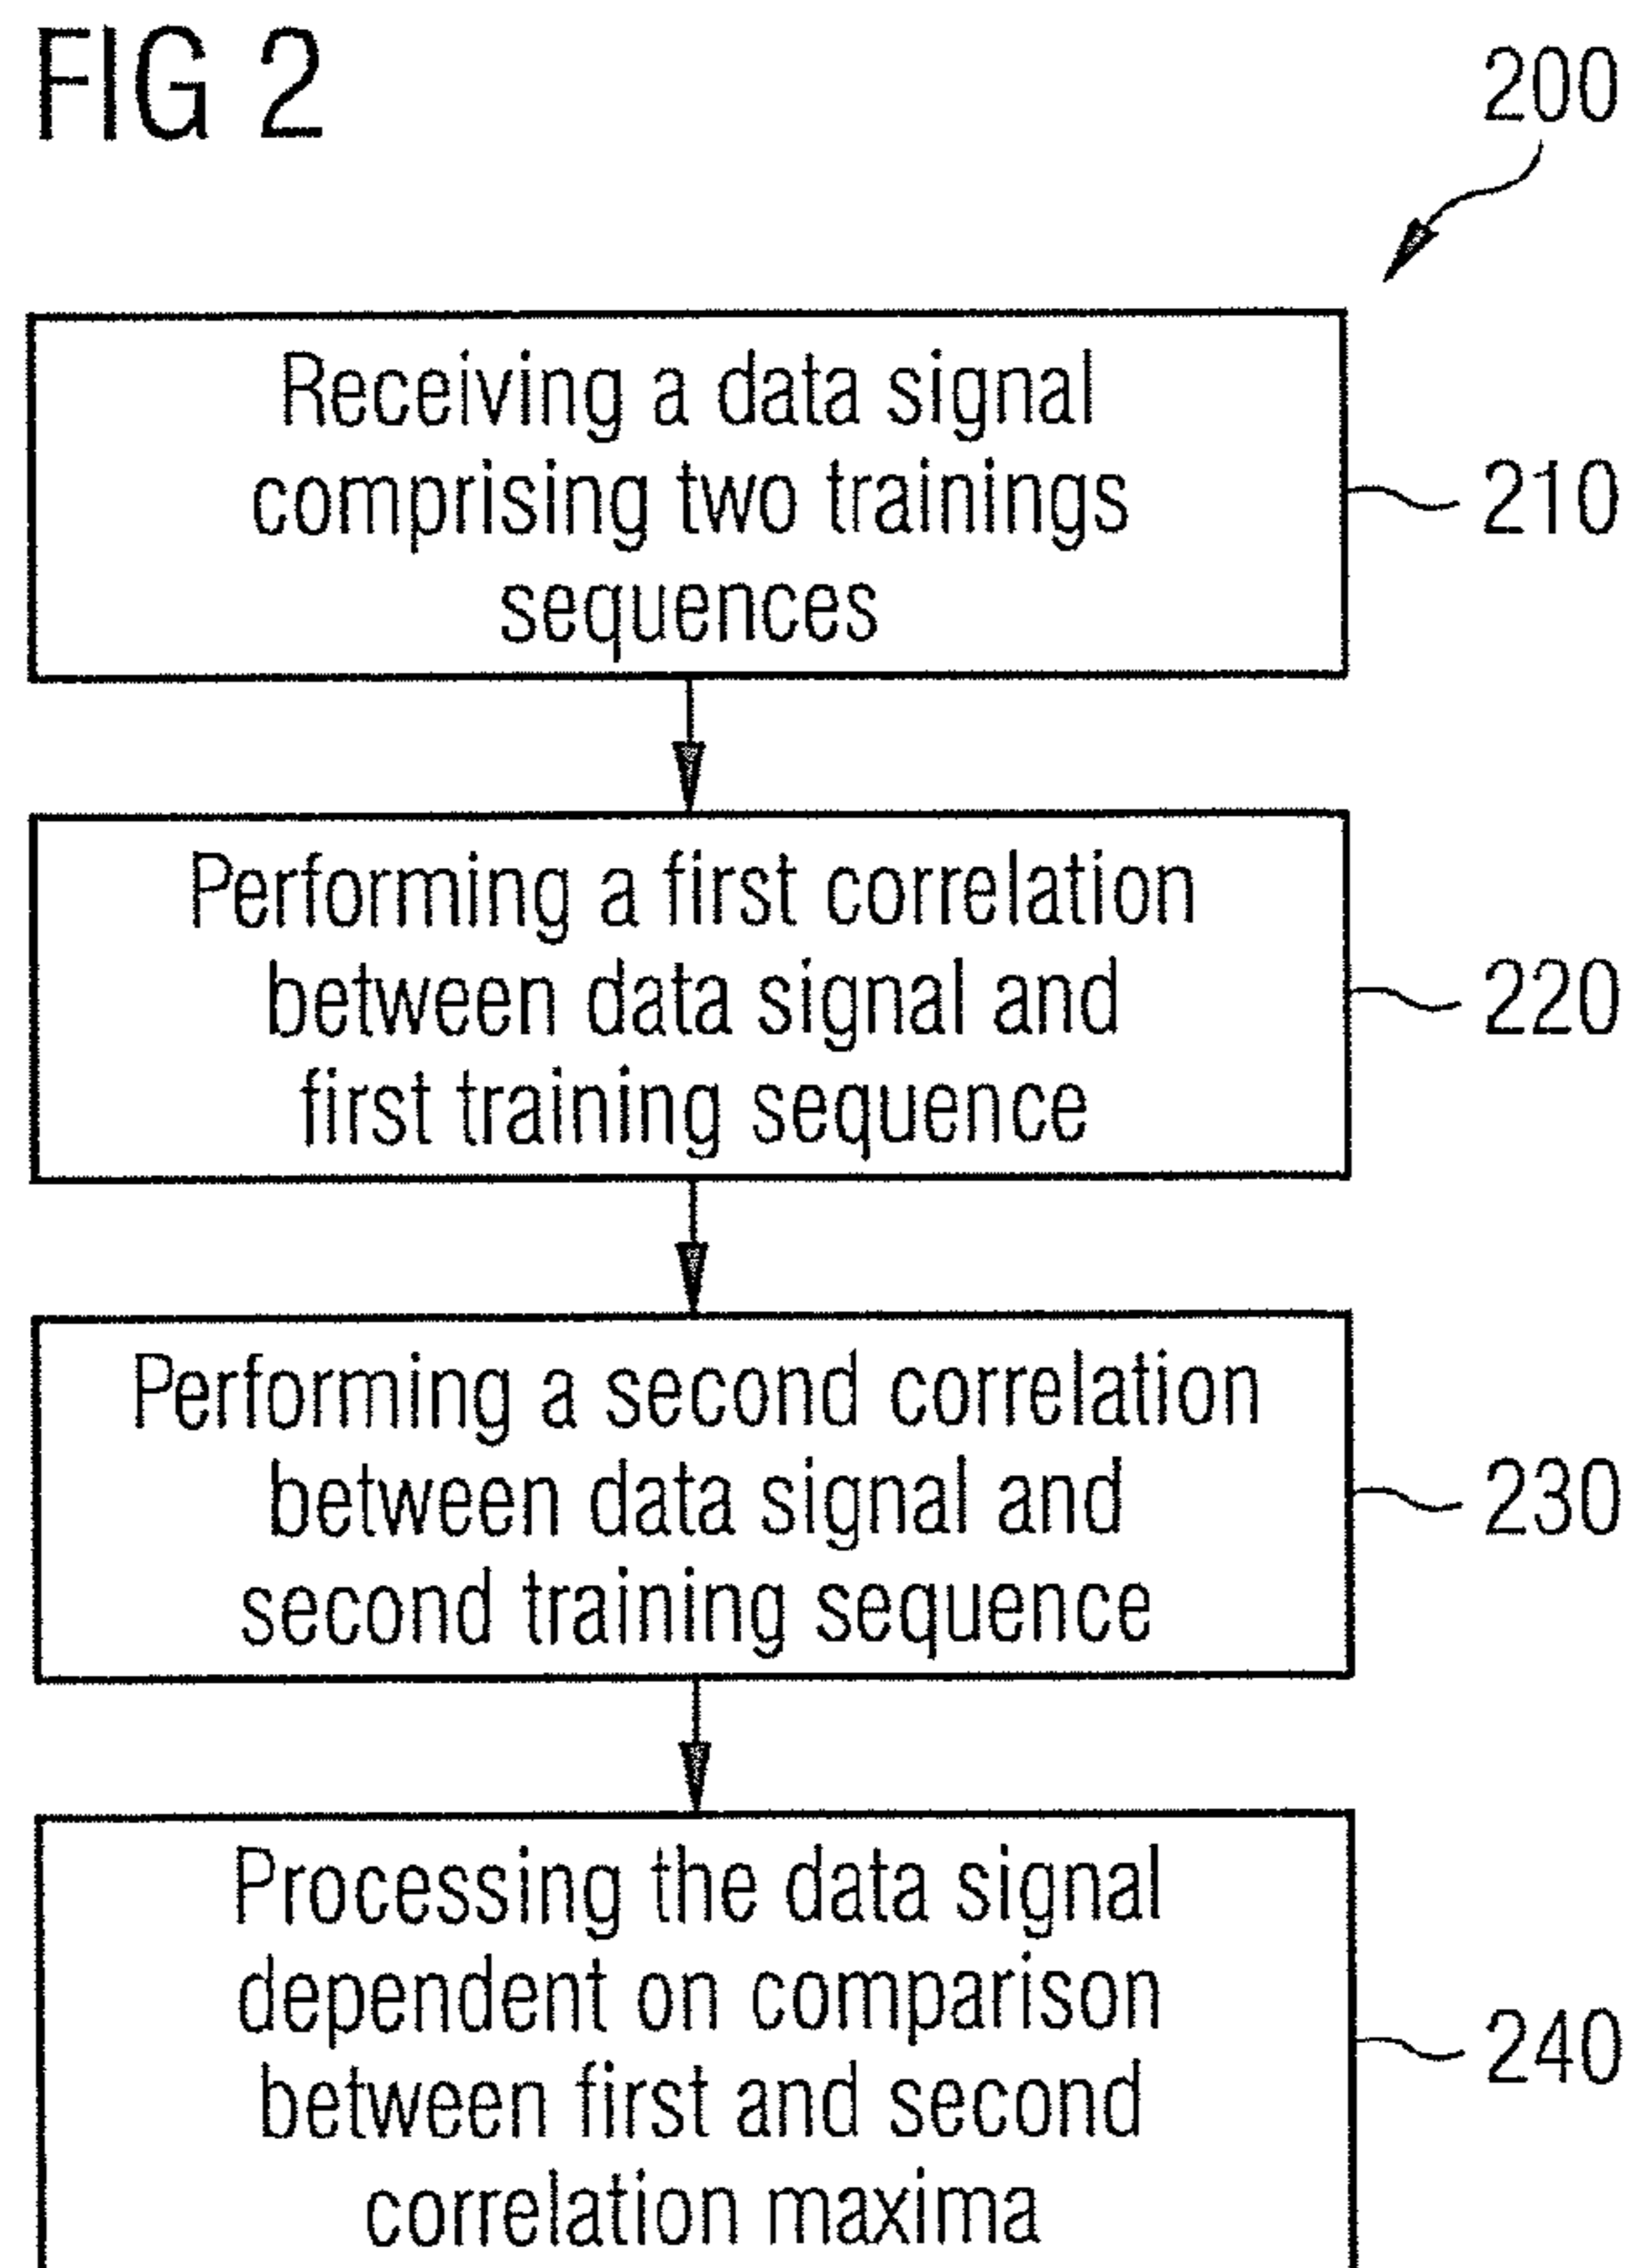 FIG 2
200
Receiving a data signal
comprising two trainings
sequences
210
Performing a first correlation
between data signal and
first training sequence
220
Performing a second correlation
between data signal and
second training sequence
230
Processing the data signal
dependent on comparison
between first and second
correlation maxima
240